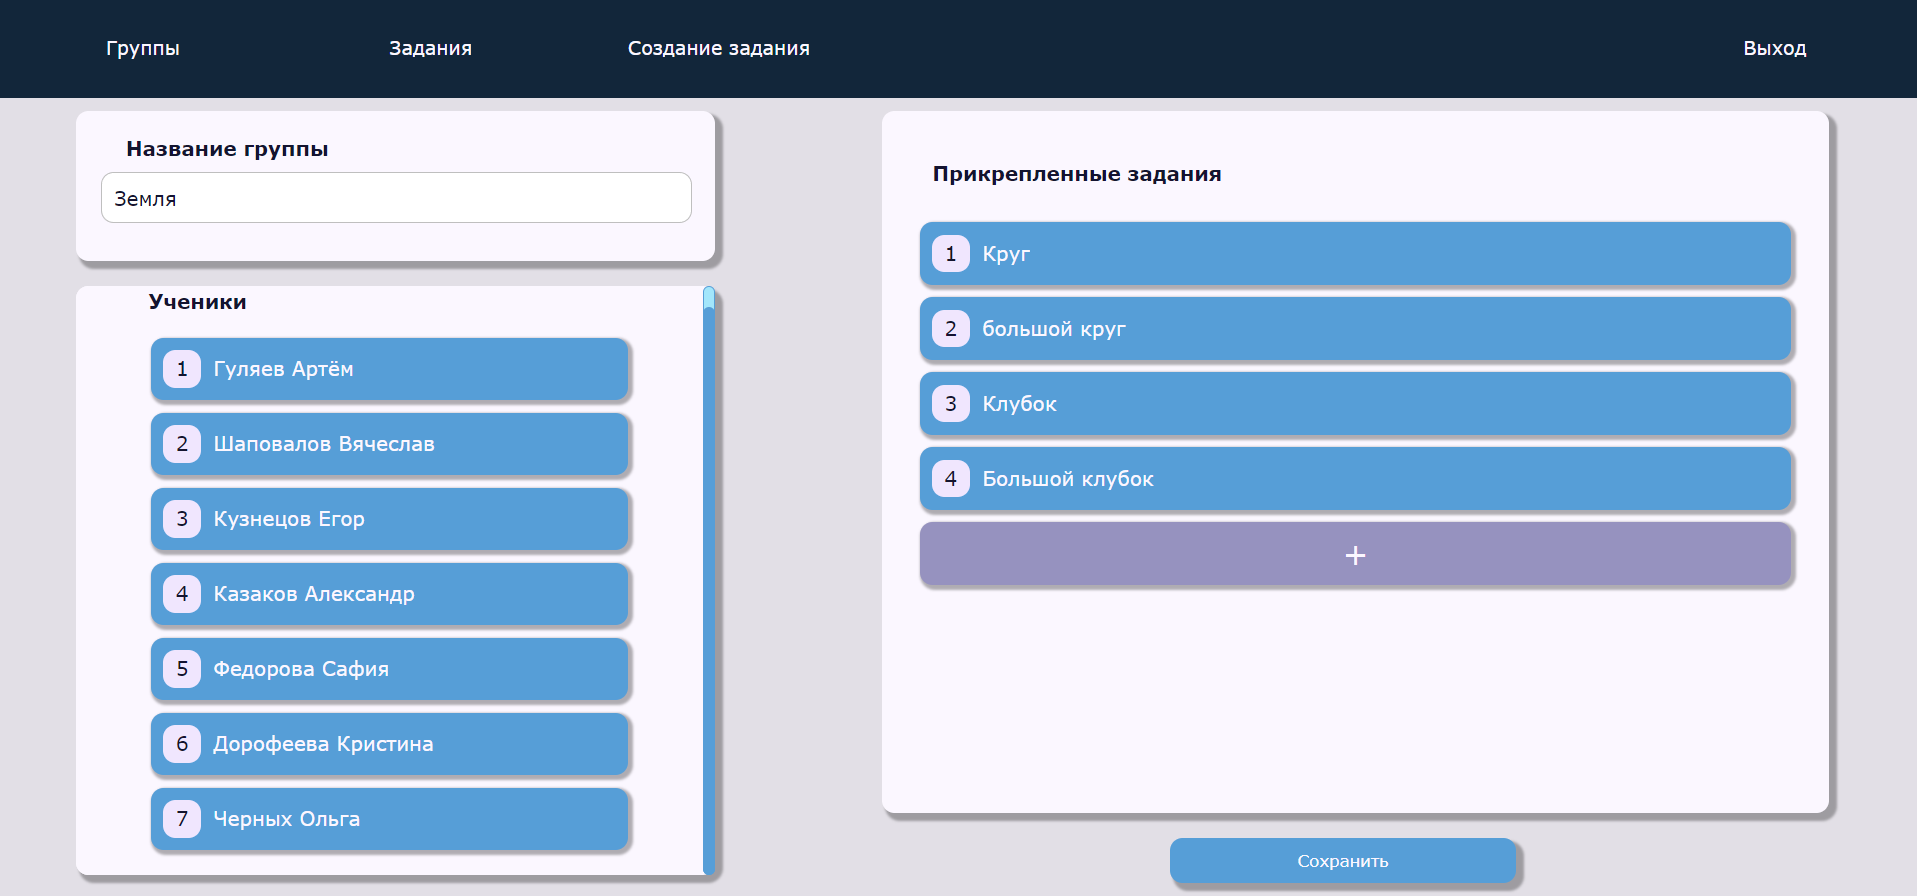 Группы
Задания
Создание задания
Выход
Название группы
Земля
Ученики
1 Гуляев Артём
2 Шаповалов Вячеслав
3 Кузнецов Егор
4 Казаков Александр
5 Федорова Сафия
6 Дорофеева Кристина
7 Черных Ольга
Прикрепленные задания
1 Круг
2 большой круг
3 Клубок
4 Большой клубок
+
Сохранить